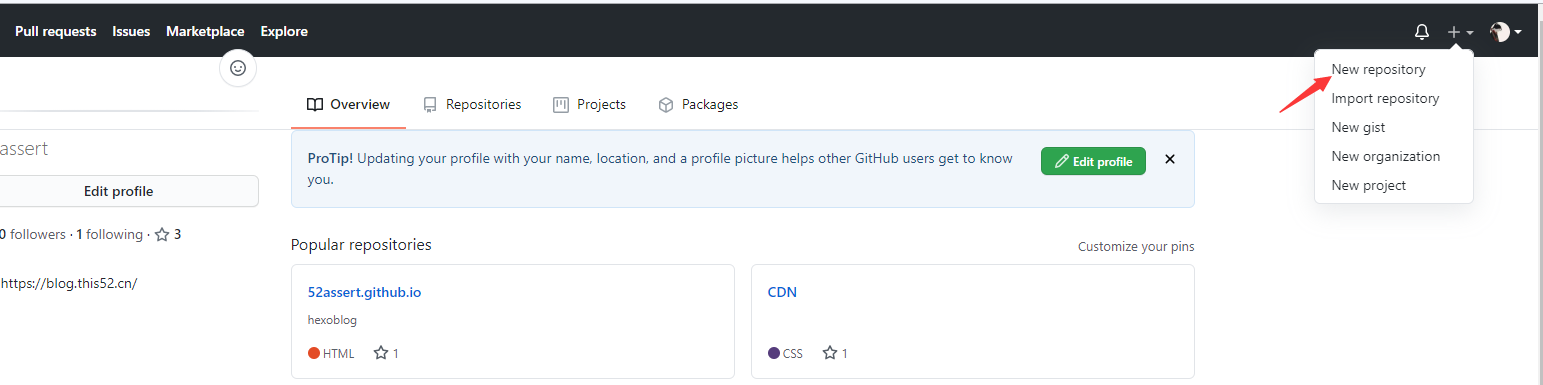 Pull requests Issues Marketplace Explore
New repository
Import repository
New gist
New organization
New project
Overview Repositories Projects Packages
assert
Edit profile
0 followers · 1 following · 3
https://blog.this52.cn/
ProTip! Updating your profile with your name, location, and a profile picture helps other GitHub users get to know
you.
Edit profile
Popular repositories
Customize your pins
52assert.github.io
hexoblog
HTML 1
CDN
CSS 1